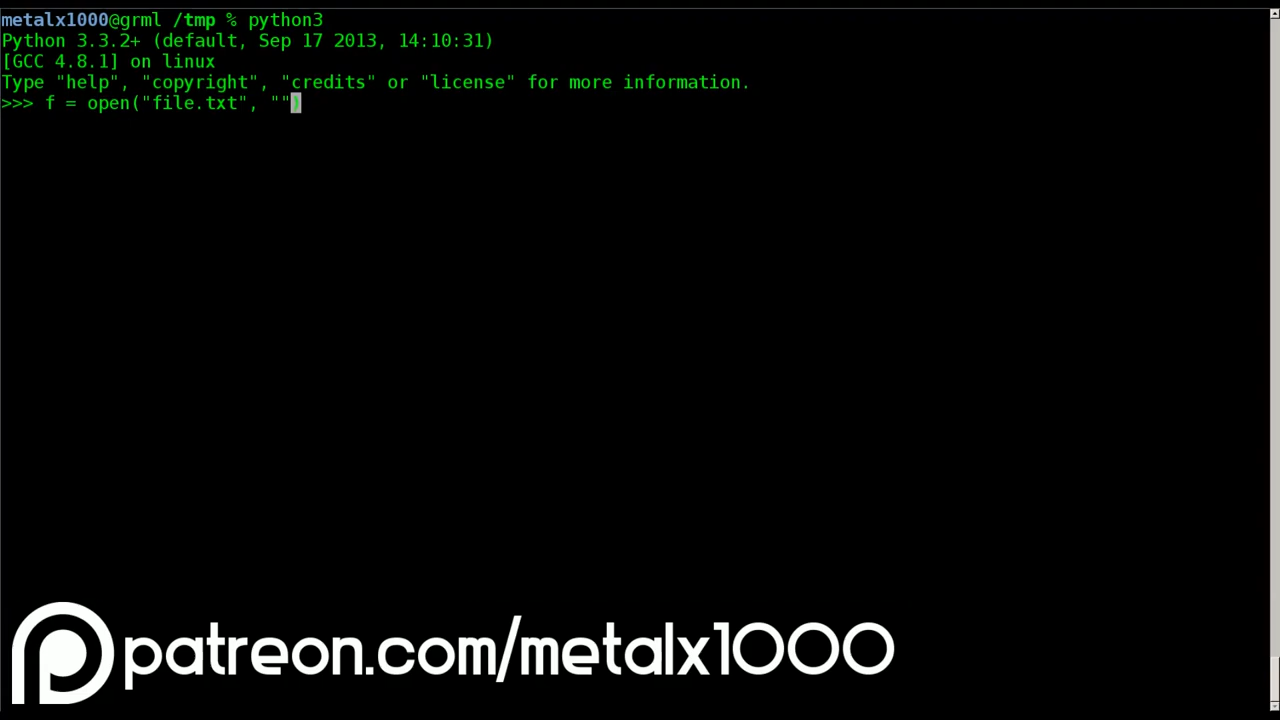 metalx1000@grml /tmp % python3
Python 3.3.2+ (default, Sep 17 2013, 14:10:31)
[GCC 4.8.1] on linux
Type "help", "copyright", "credits" or "license" for more information.
>>> f = open("file.txt", "")
patreon.com/metalx1000